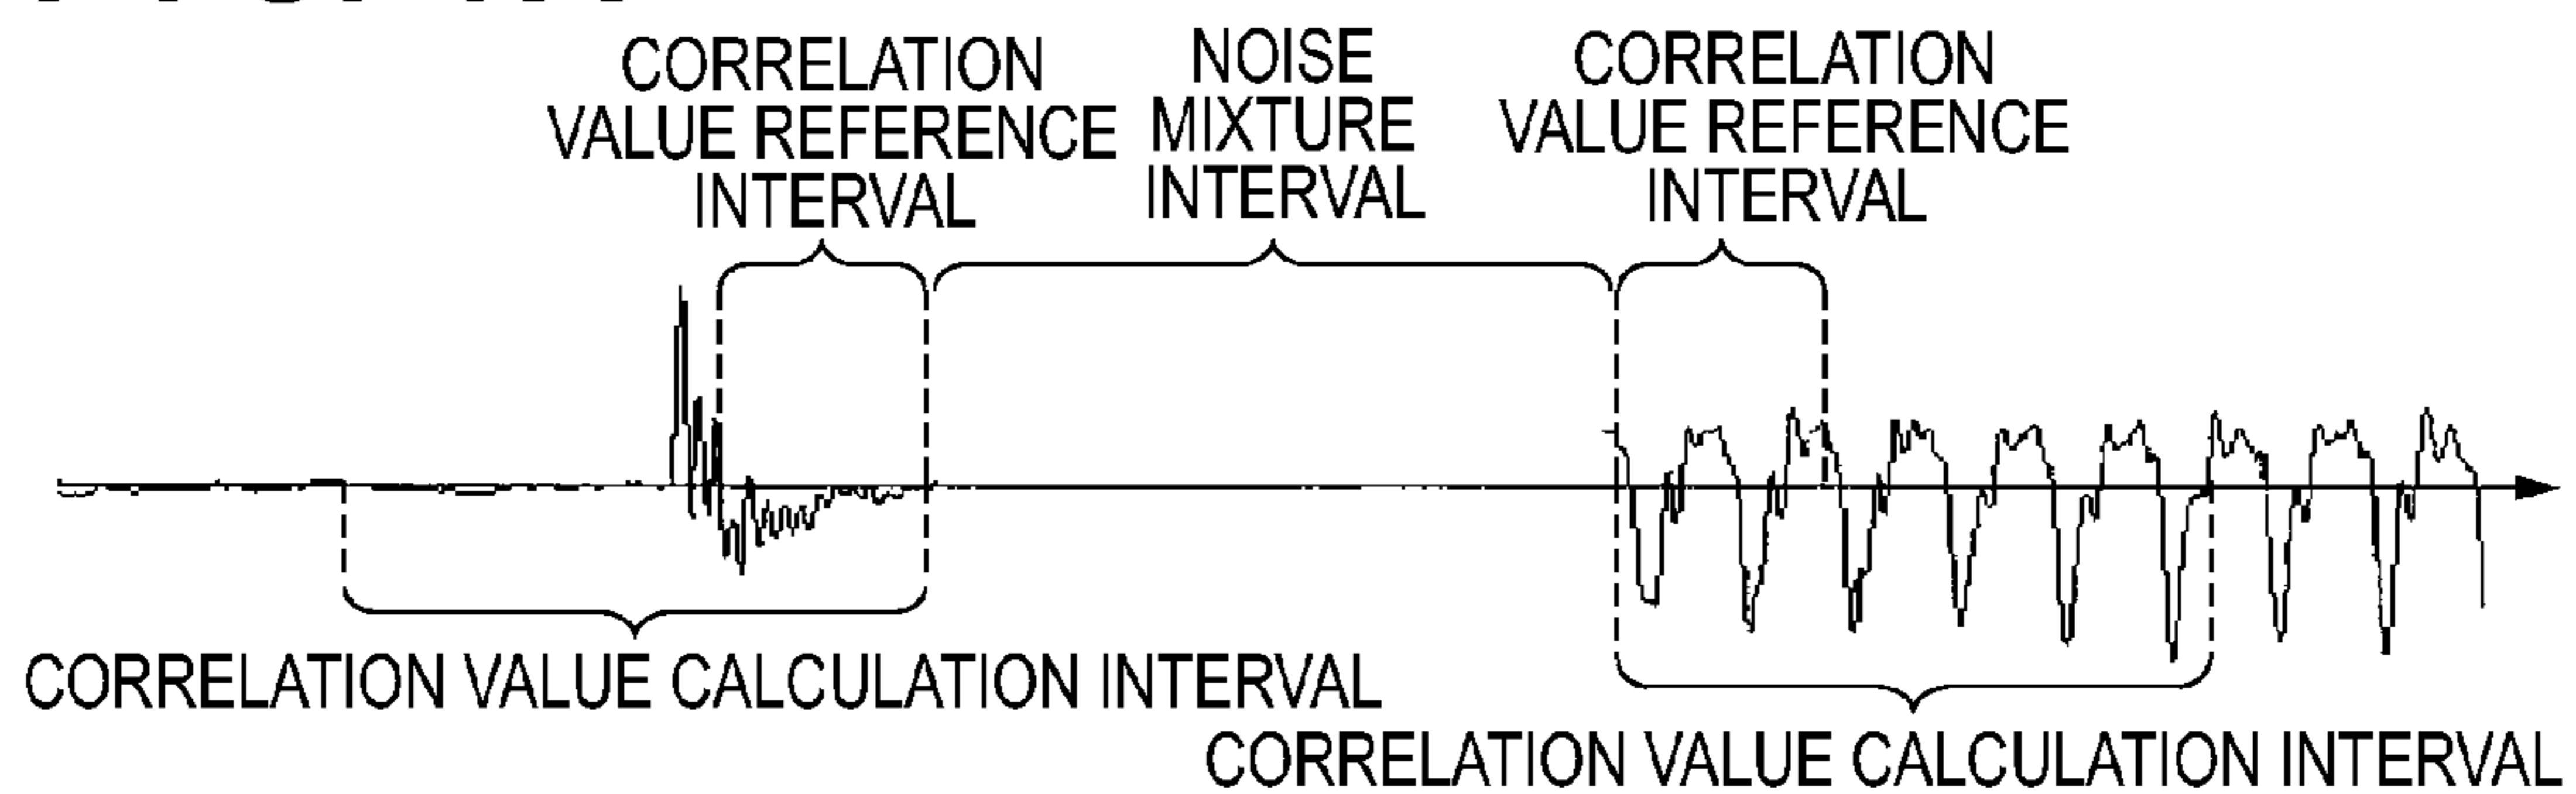 CORRELATION
VALUE REFERENCE
INTERVAL
NOISE
MIXTURE
INTERVAL
CORRELATION
VALUE REFERENCE
INTERVAL
CORRELATION VALUE CALCULATION INTERVAL
CORRELATION VALUE CALCULATION INTERVAL